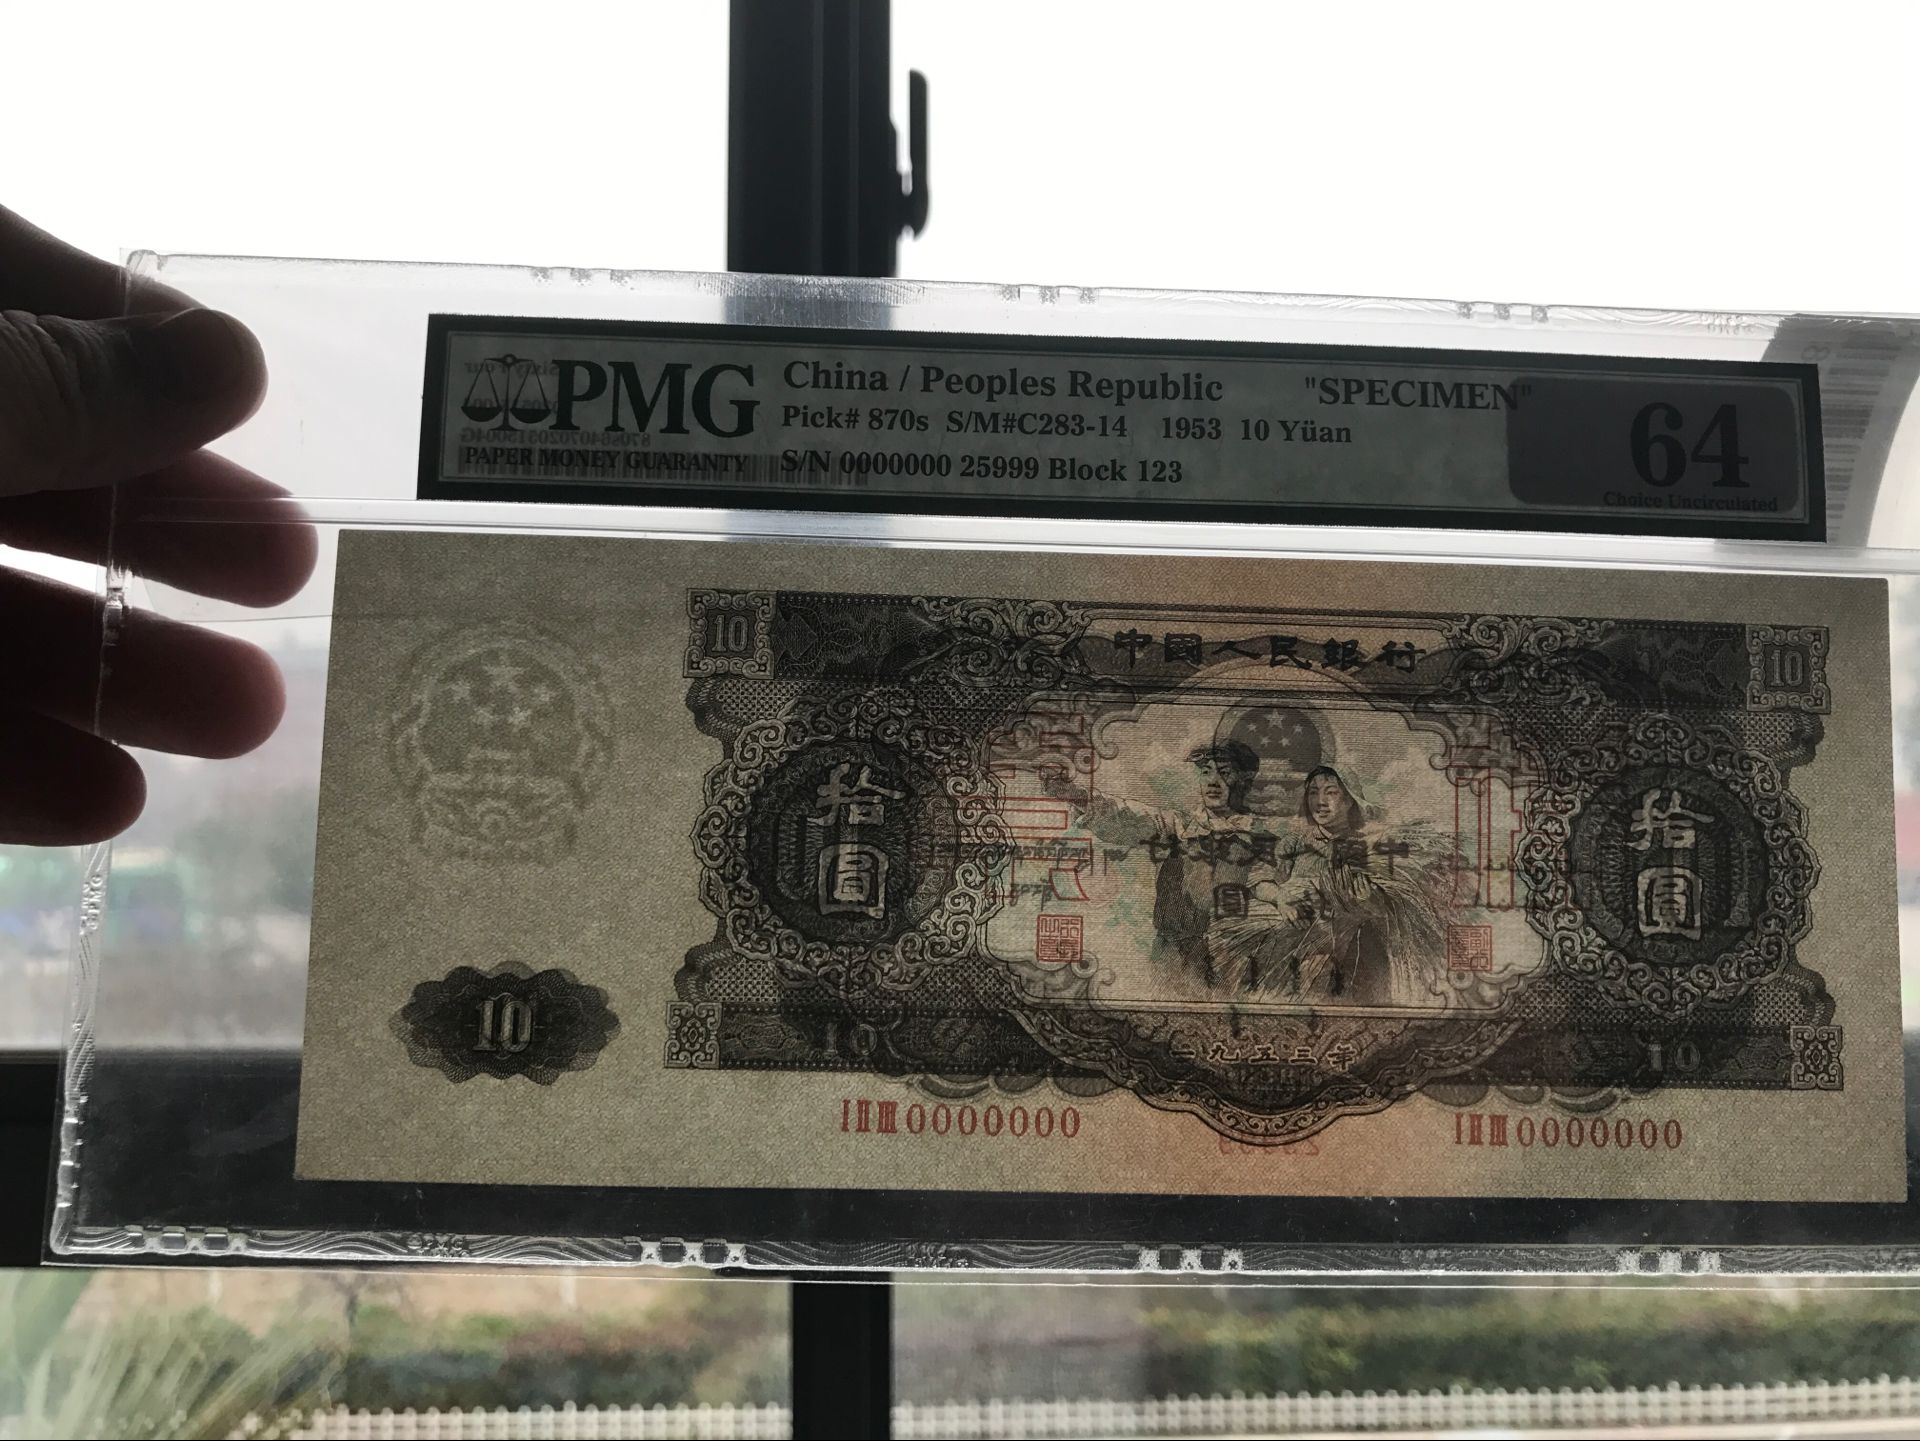 PMG
PAPER MONEY GUARANTY
China / Peoples Republic "SPECIMEN"
Pick# 870s S/M#C283-14 1953 10 Yüan
S/N 0000000 25999 Block 123
64
Choice Uncirculated
10 中國人民銀行 10
拾圓 拾圓
10
10 一九五三年 10
I II III 0000000 I II III 0000000